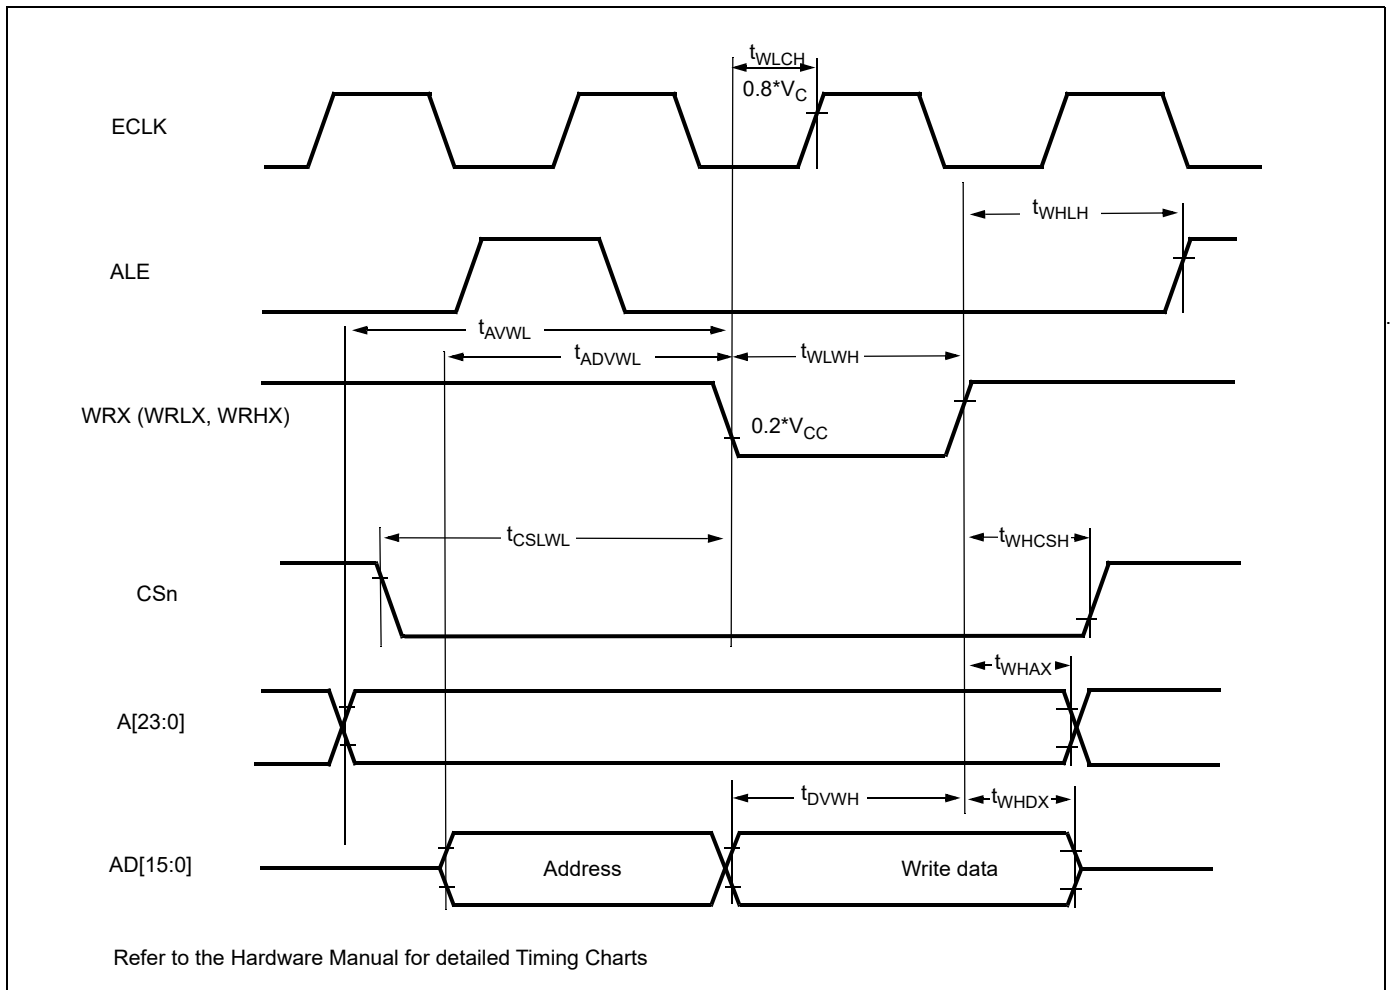 tWLCH
0.8*VC
ECLK
tWHLH
ALE
tAVWL
tADVWL
tWLWH
WRX (WRLX, WRHX)
0.2*VCC
tCSLWL
tWHCSH
CSn
tWHAX
A[23:0]
tDVWH
tWHDX
AD[15:0]
Address
Write data
Refer to the Hardware Manual for detailed Timing Charts